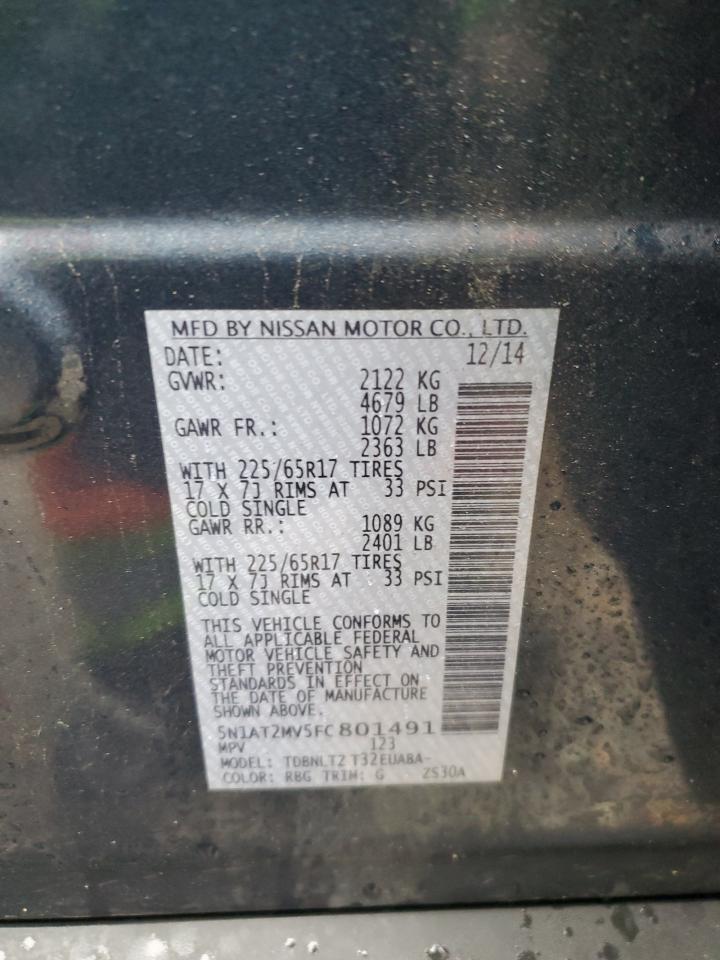 MFD BY NISSAN MOTOR CO., LTD.
DATE: 12/14
GVWR: 2122 KG
4679 LB
GAWR FR.: 1072 KG
2363 LB
WITH 225/65R17 TIRES
17 X 7J RIMS AT 33 PSI
COLD SINGLE
GAWR RR.: 1089 KG
2401 LB
WITH 225/65R17 TIRES
17 X 7J RIMS AT 33 PSI
COLD SINGLE
THIS VEHICLE CONFORMS TO
ALL APPLICABLE FEDERAL
MOTOR VEHICLE SAFETY AND
THEFT PREVENTION
STANDARDS IN EFFECT ON
THE DATE OF MANUFACTURE
SHOWN ABOVE.
5N1AT2MV5FC801491
MPV 123
MODEL: TDBNLTZ T32EUABA-
COLOR: RBG TRIM: G ZS30A